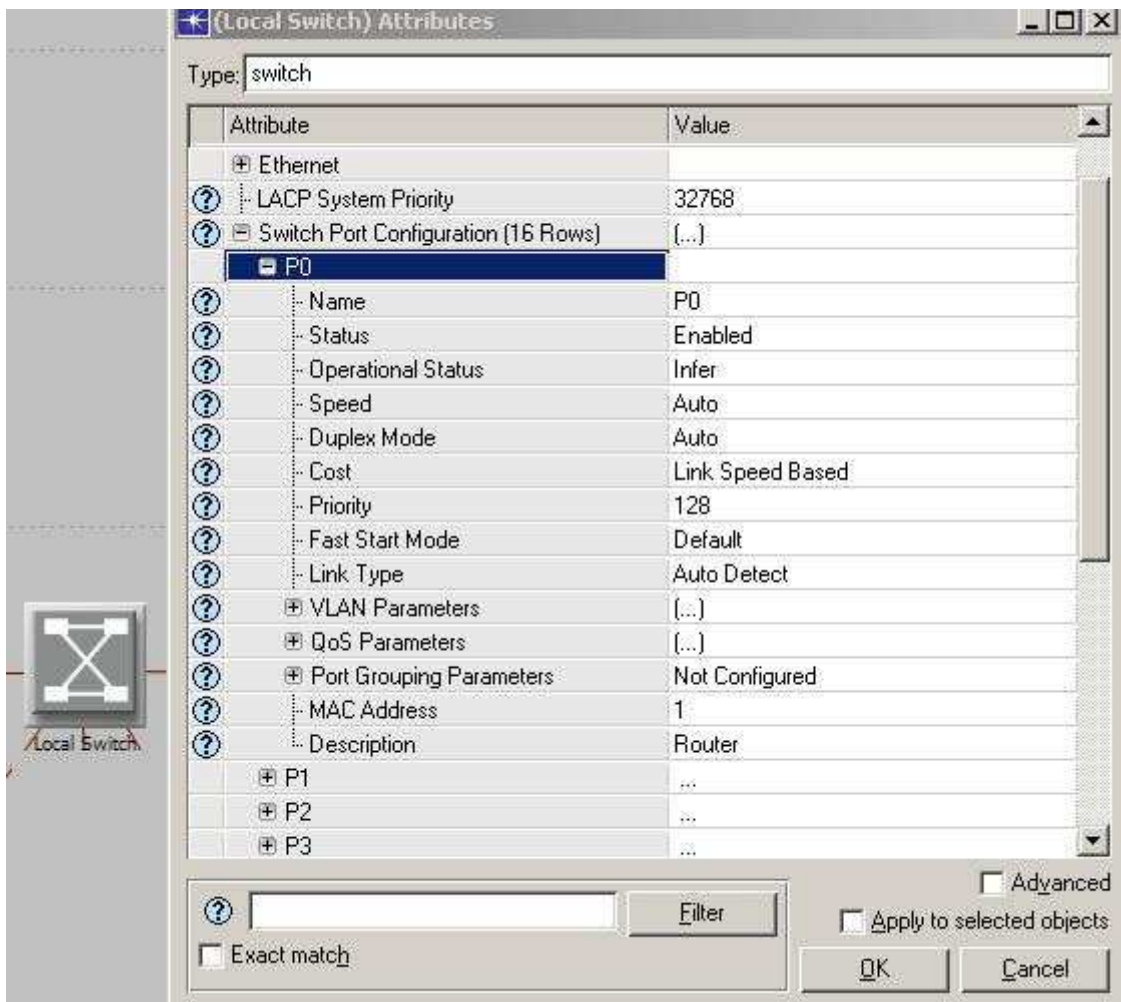 (Local Switch) Attributes
Type: switch
Attribute Value
Ethernet
LACP System Priority 32768
Switch Port Configuration (16 Rows) (...)
P0
Name P0
Status Enabled
Operational Status Infer
Speed Auto
Duplex Mode Auto
Cost Link Speed Based
Priority 128
Fast Start Mode Default
Link Type Auto Detect
VLAN Parameters (...)
QoS Parameters (...)
Port Grouping Parameters Not Configured
MAC Address 1
Description Router
P1 ...
P2 ...
P3 ...
Local Switch
Advanced
Filter
Apply to selected objects
Exact match
OK Cancel